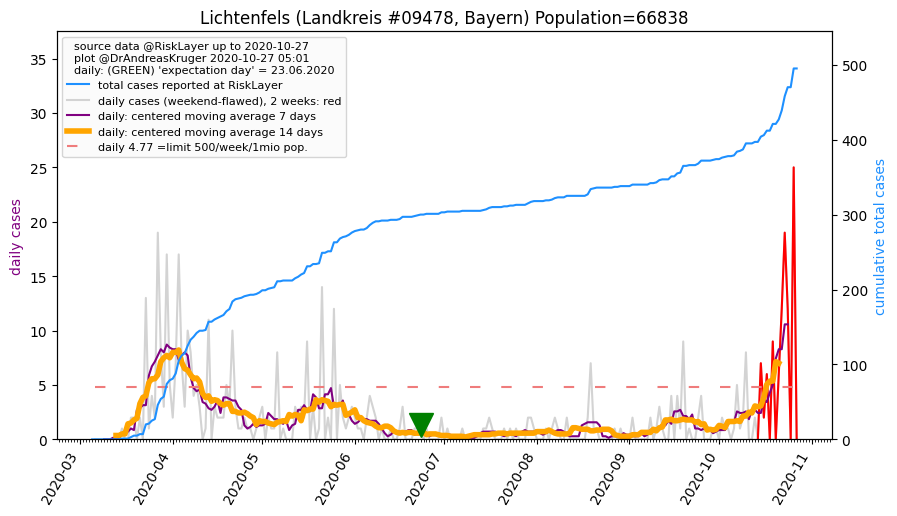 Lichtenfels (Landkreis #09478, Bayern) Population=66838
source data @RiskLayer up to 2020-10-27
plot @DrAndreasKruger 2020-10-27 05:01
daily: (GREEN) 'expectation day' = 23.06.2020
total cases reported at RiskLayer
daily cases (weekend-flawed), 2 weeks: red
daily: centered moving average 7 days
daily: centered moving average 14 days
daily 4.77 =limit 500/week/1mio pop.
daily cases
35
30
25
20
15
10
5
0
cumulative total cases
500
400
300
200
100
0
2020-03
2020-04
2020-05
2020-06
2020-07
2020-08
2020-09
2020-10
2020-11